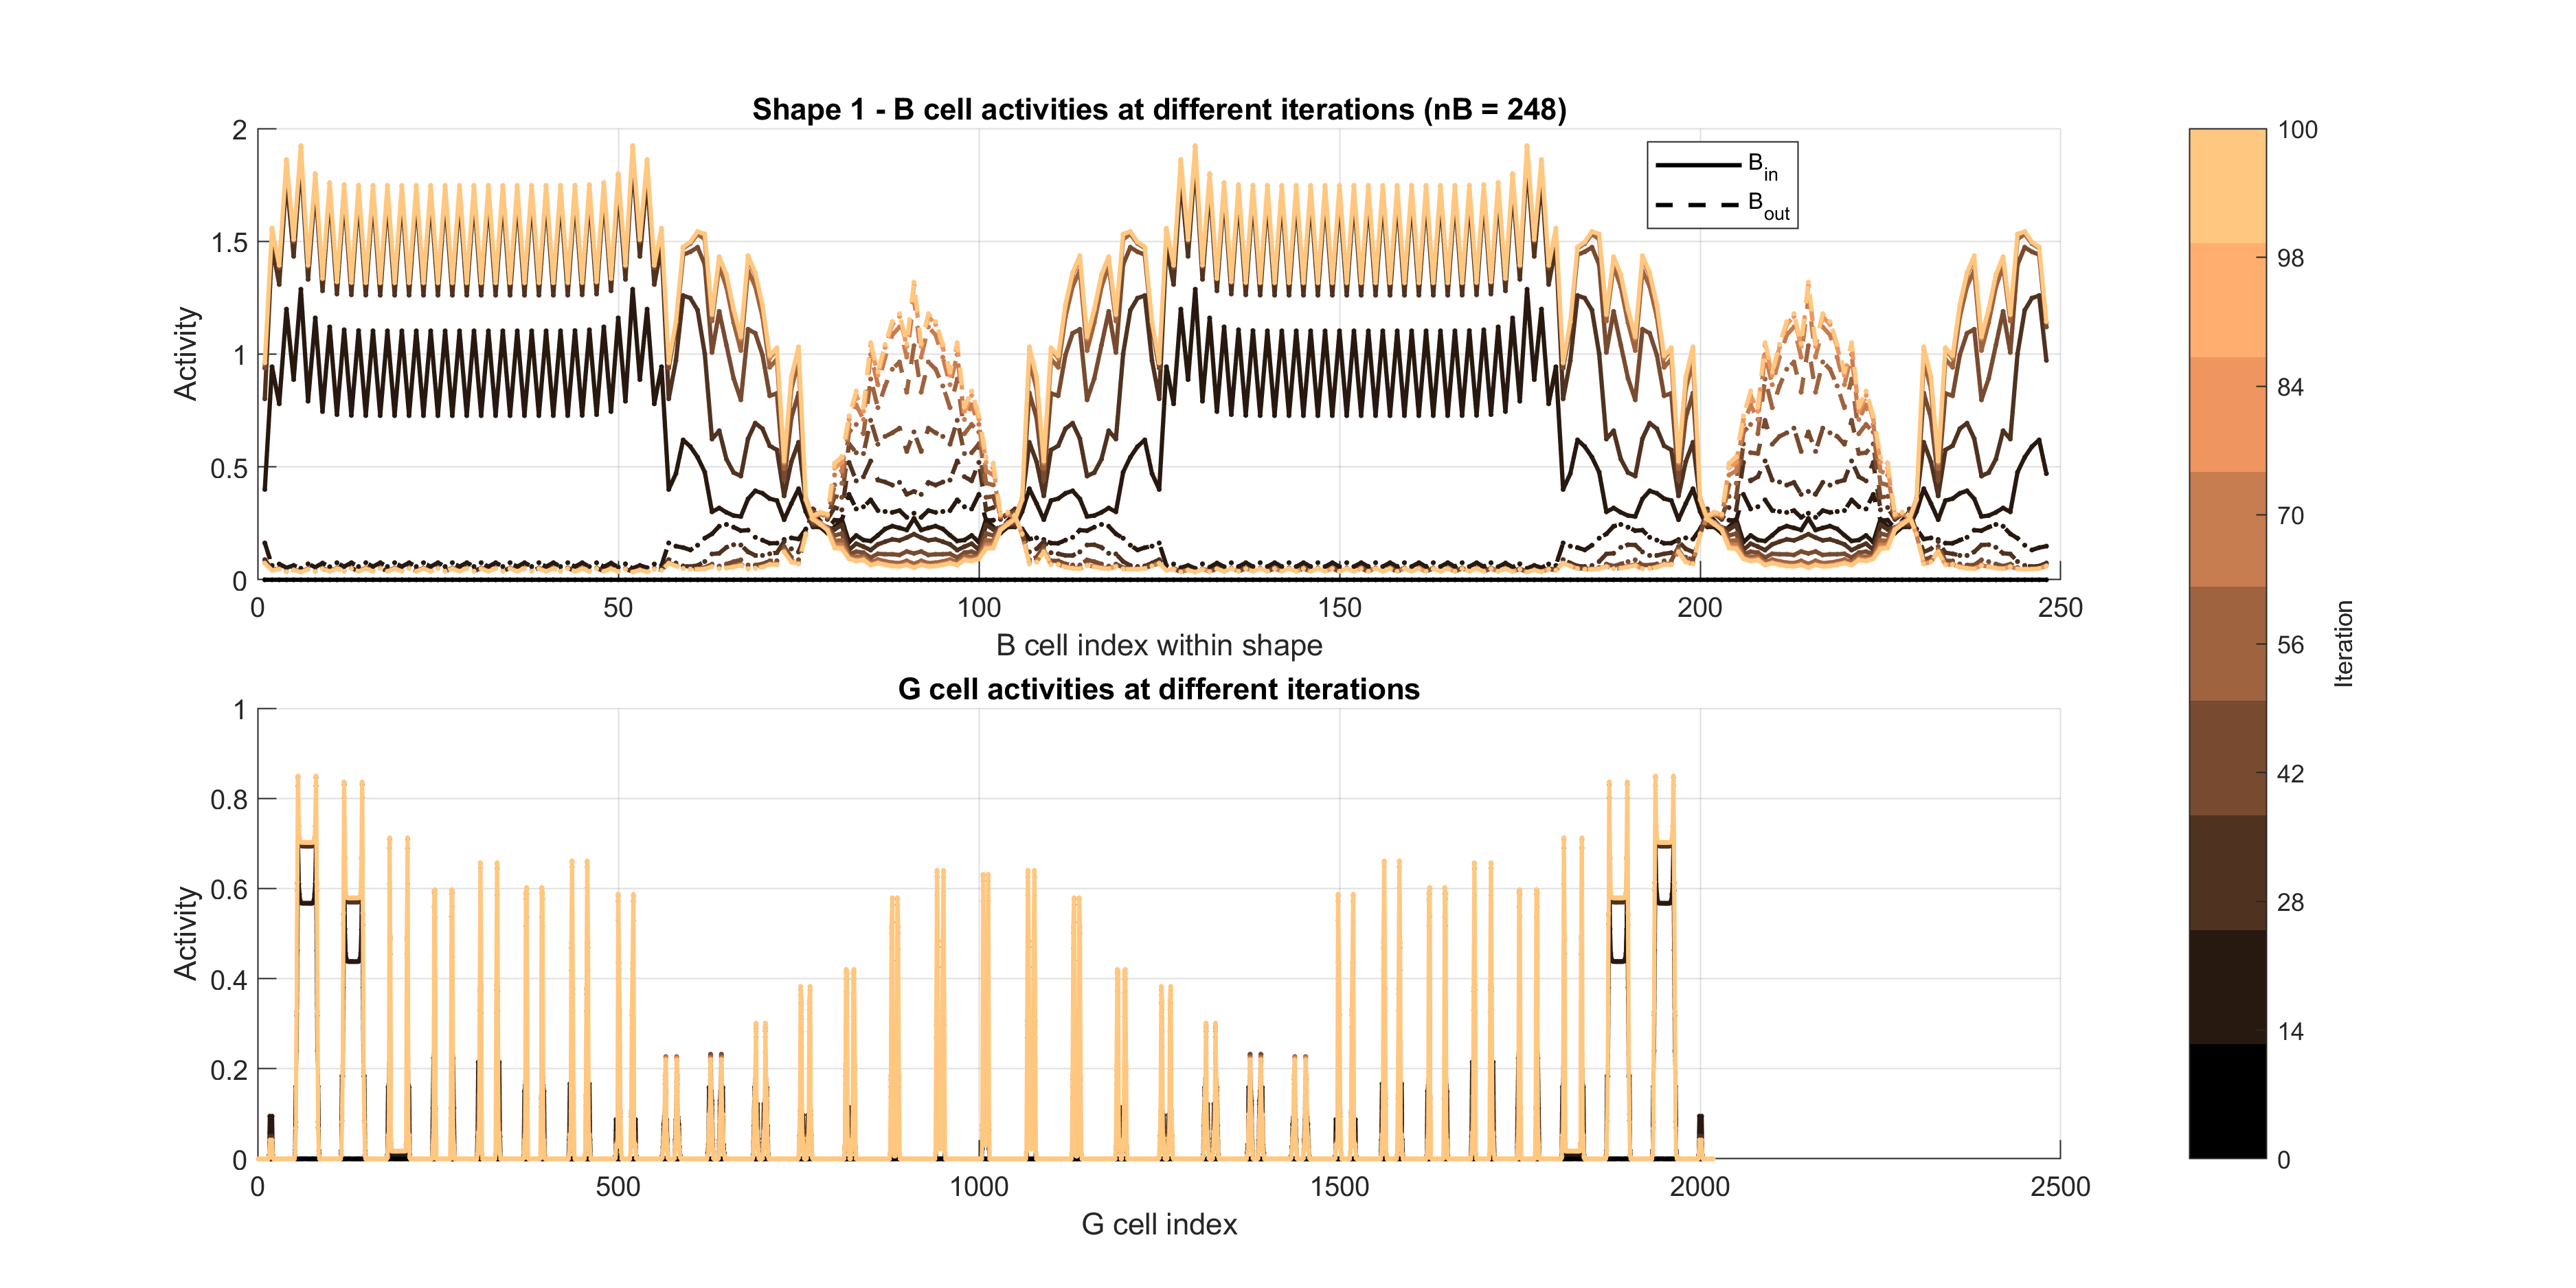 Shape 1 - B cell activities at different iterations (nB = 248)
2
1.5
1
0.5
0
Activity
0 50 100 150 200 250
B cell index within shape
B_in
B_out
G cell activities at different iterations
1
0.8
0.6
0.4
0.2
0
Activity
0 500 1000 1500 2000 2500
G cell index
100
98
84
70
56
42
28
14
0
Iteration